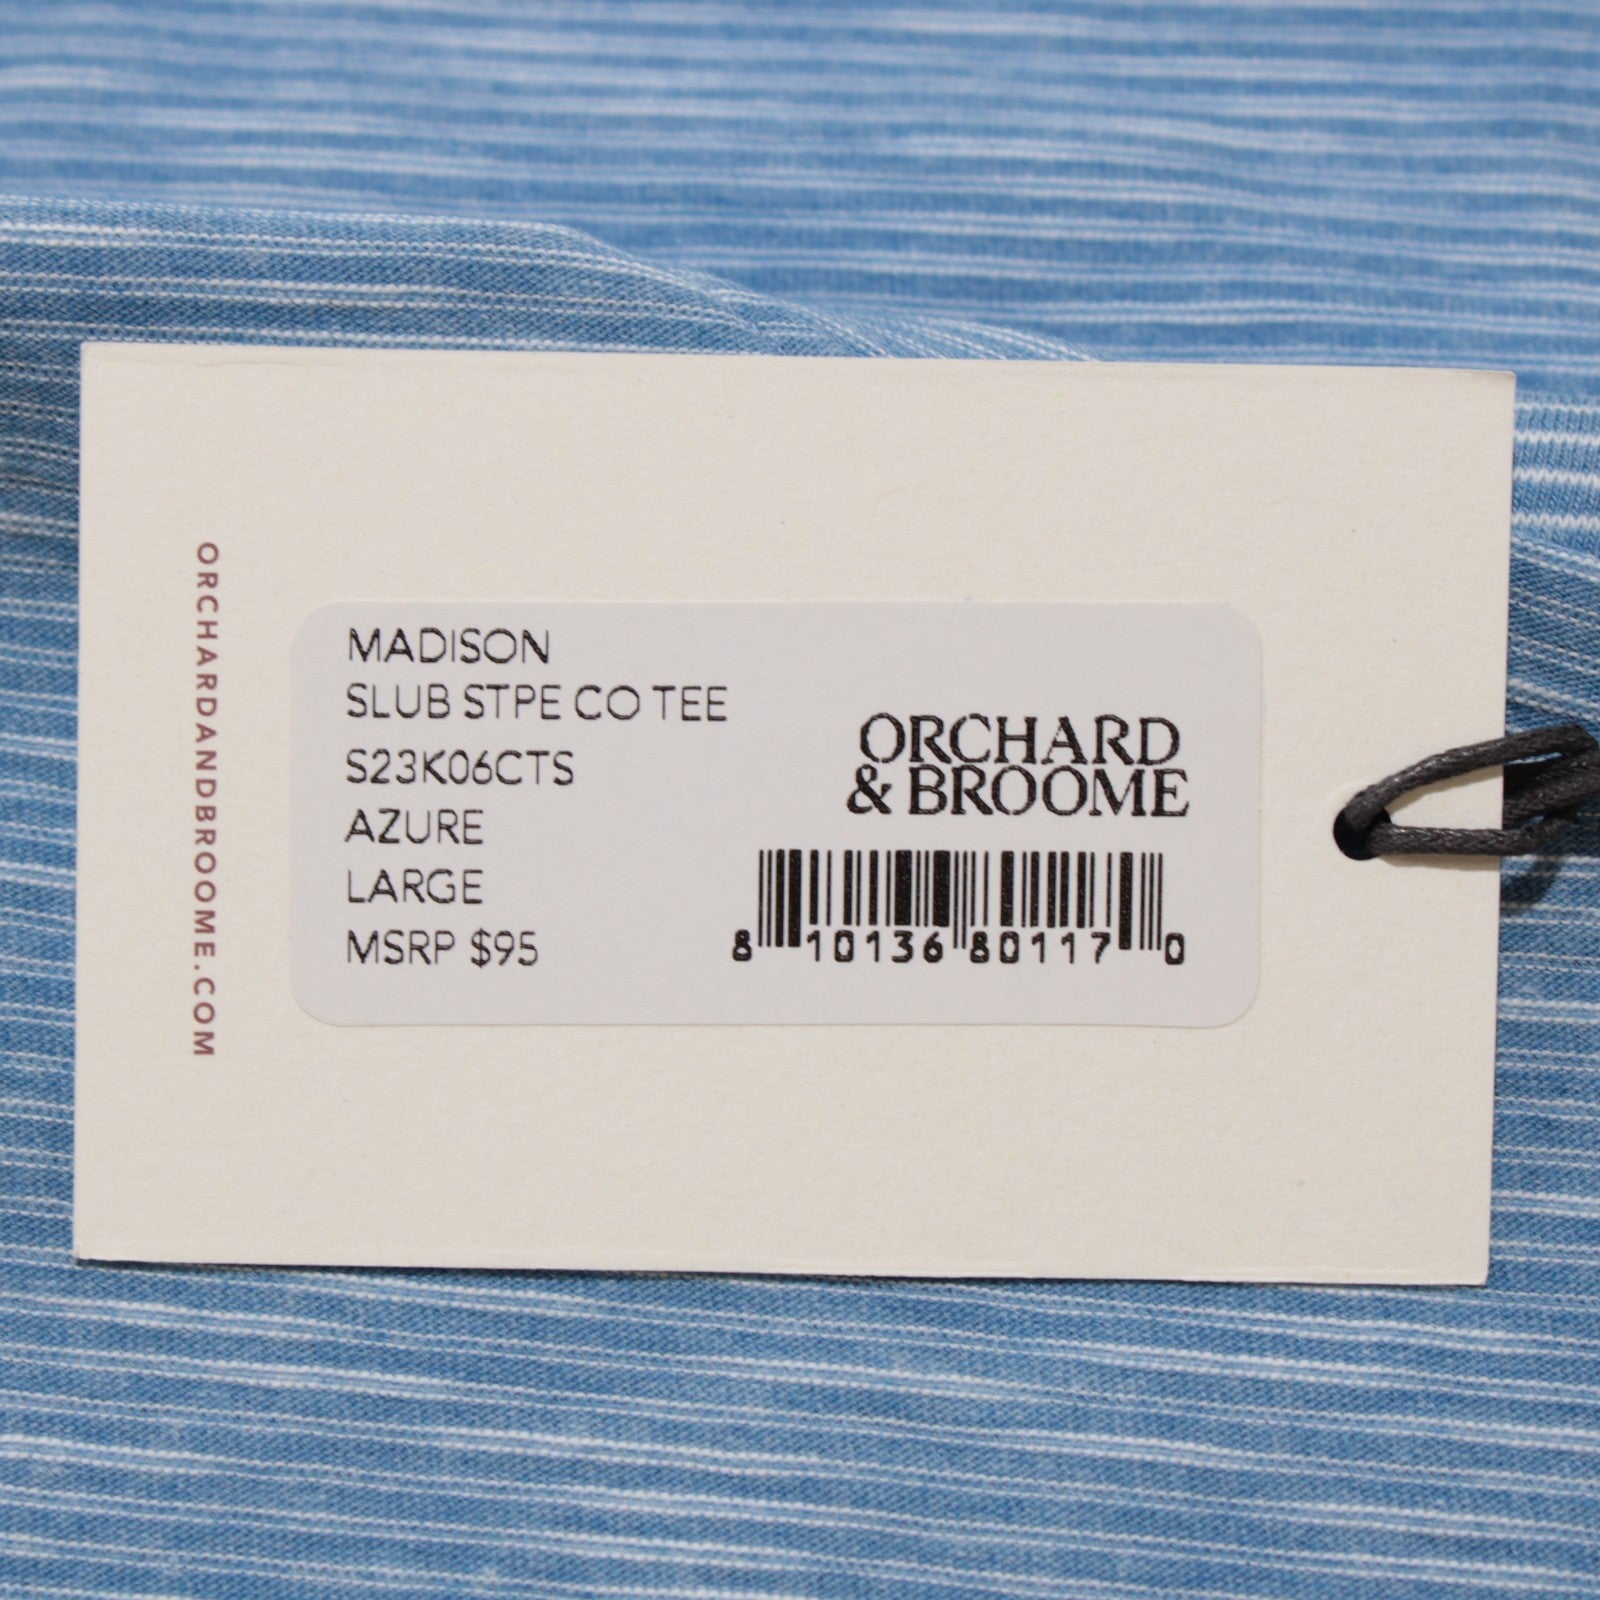 ORCHARDANDBROOME.COM
MADISON
SLUB STPE CO TEE
S23K06CTS
AZURE
LARGE
MSRP $95
ORCHARD
& BROOME
8 10136 80117 0